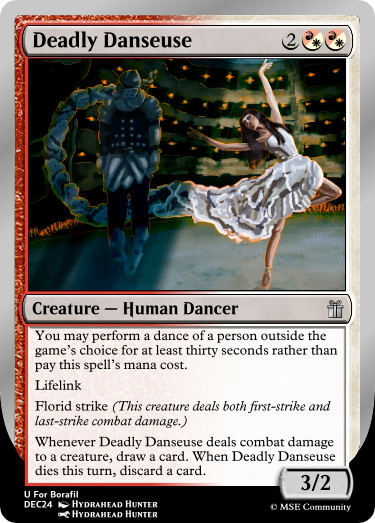 Deadly Danseuse 2
Creature — Human Dancer
You may perform a dance of a person outside the
game's choice for at least thirty seconds rather than
pay this spell's mana cost.
Lifelink
Florid strike (This creature deals both first-strike and
last-strike combat damage.)
Whenever Deadly Danseuse deals combat damage
to a creature, draw a card. When Deadly Danseuse
dies this turn, discard a card.
3/2
U For Borafil
DEC24 Hydrahead Hunter
Hydrahead Hunter
© MSE Community